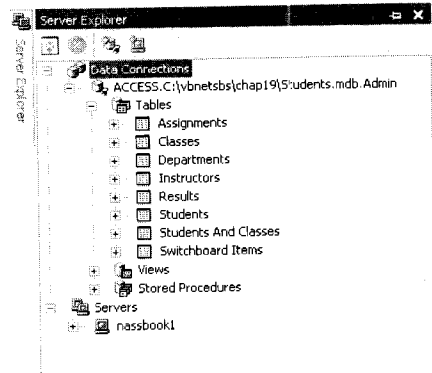 Server Explorer
Server Explorer
Data Connections
ACCESS.C:\vbnetsbs\chap19\Students.mdb.Admin
Tables
Assignments
Classes
Departments
Instructors
Results
Students
Students And Classes
Switchboard Items
Views
Stored Procedures
Servers
nassbook1